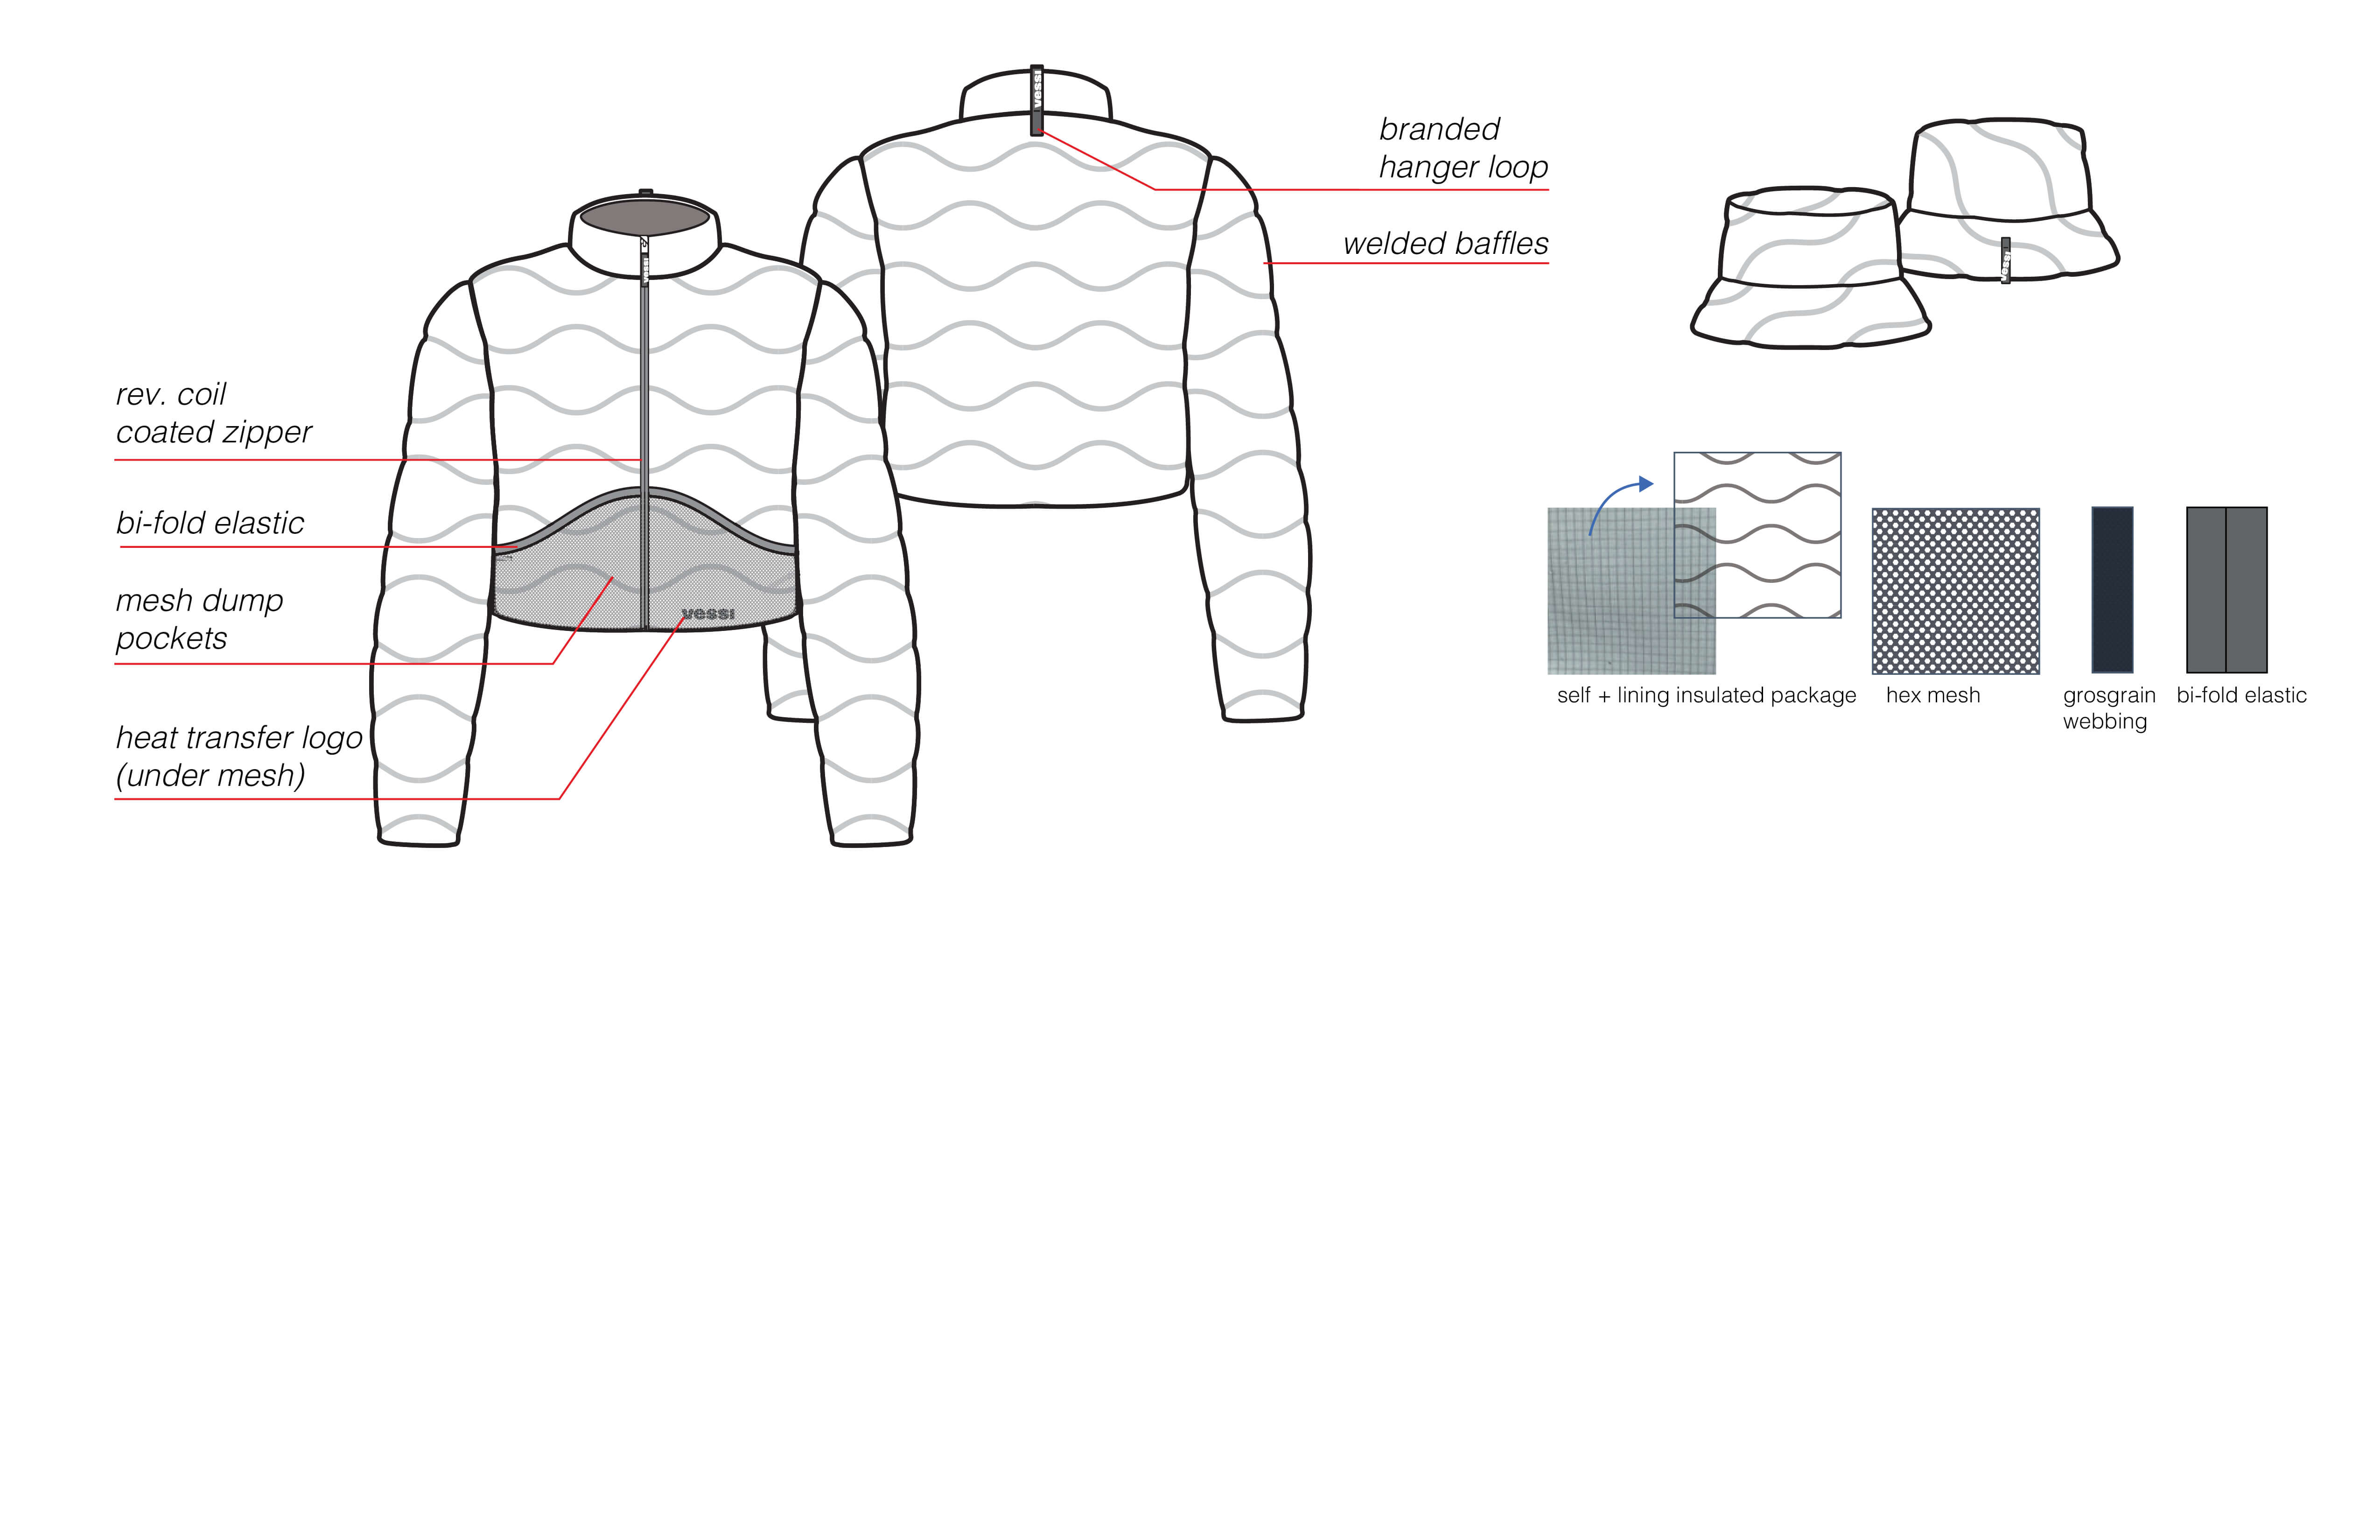 branded
hanger loop
welded baffles
rev. coil
coated zipper
bi-fold elastic
mesh dump
pockets
heat transfer logo
(under mesh)
vessi
vessi
vessi
vessi
self + lining insulated package
hex mesh
grosgrain
webbing
bi-fold elastic